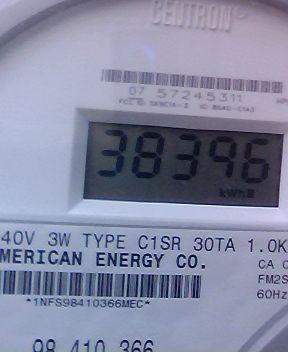 CENTRON®
07 57245311
38396
kWh
40V 3W TYPE C1SR 30TA 1.0K
MERICAN ENERGY CO.
CA 0
FM2S
60Hz
*1NFS98410366MEC*
98 410 366